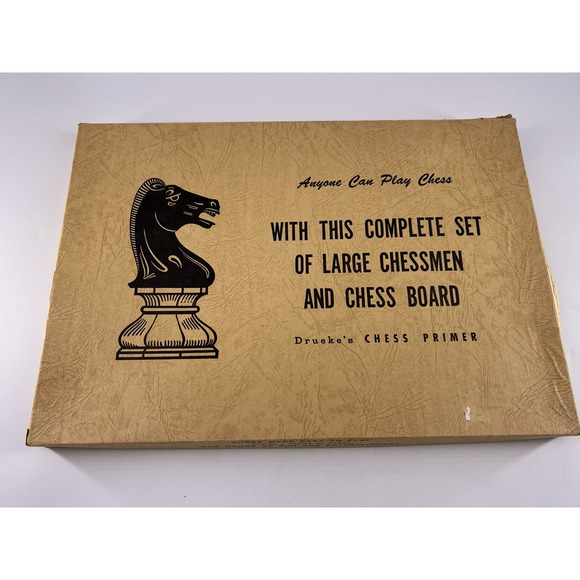 Anyone Can Play Chess
WITH THIS COMPLETE SET
OF LARGE CHESSMEN
AND CHESS BOARD
Drueke's CHESS PRIMER